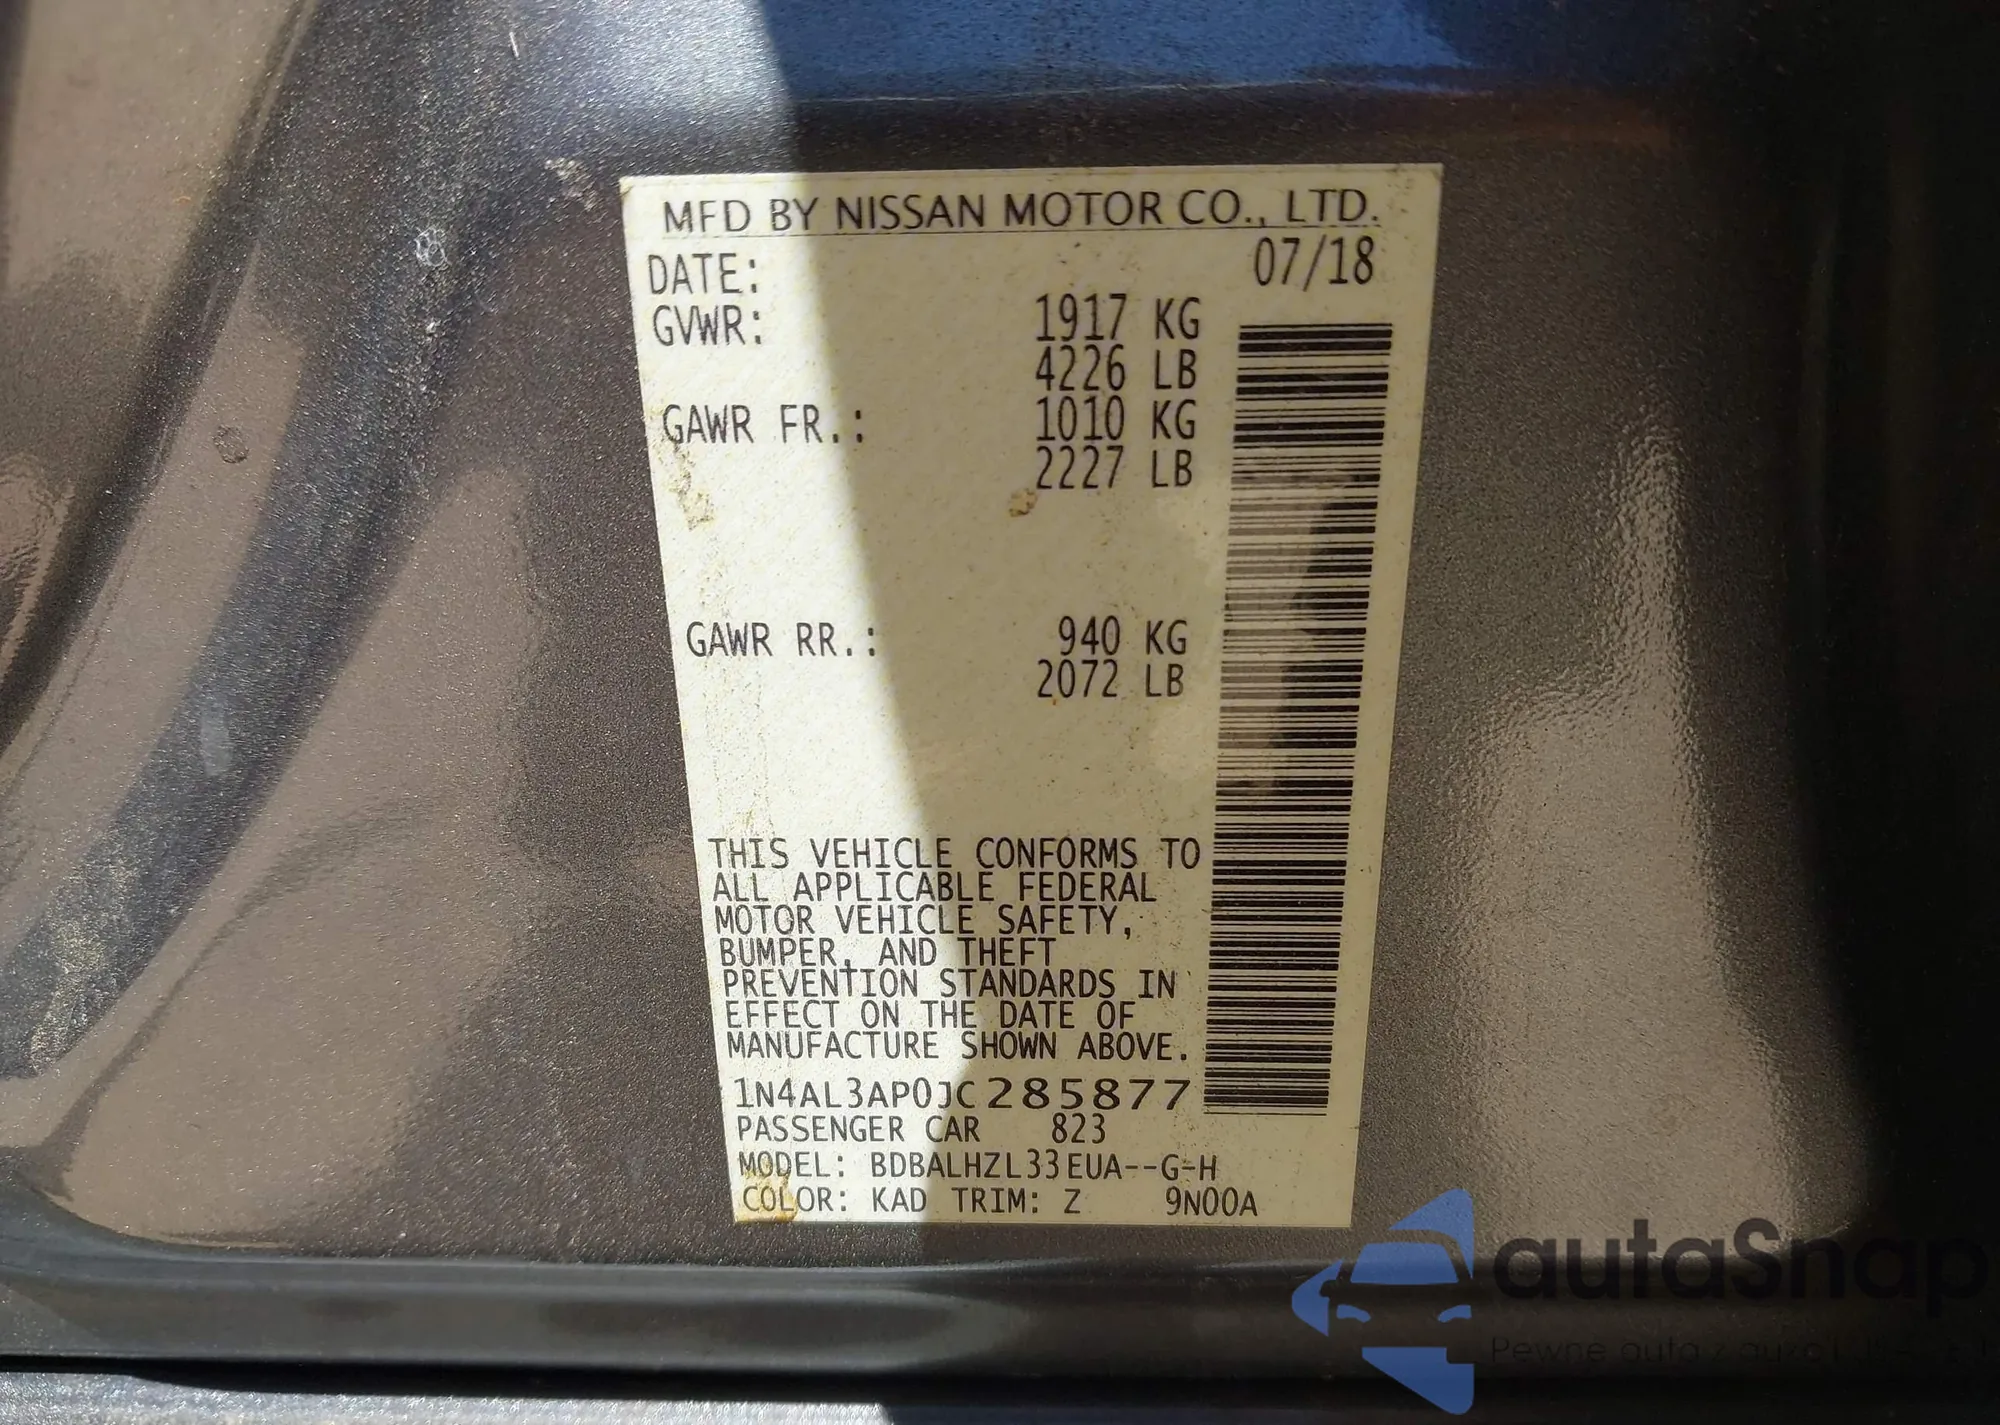 MFD BY NISSAN MOTOR CO., LTD.
DATE: 07/18
GVWR: 1917 KG
4226 LB
GAWR FR.: 1010 KG
2227 LB
GAWR RR.: 940 KG
2072 LB
THIS VEHICLE CONFORMS TO
ALL APPLICABLE FEDERAL
MOTOR VEHICLE SAFETY,
BUMPER, AND THEFT
PREVENTION STANDARDS IN
EFFECT ON THE DATE OF
MANUFACTURE SHOWN ABOVE.
1N4AL3AP0JC285877
PASSENGER CAR 823
MODEL: BDBALHZL33EUA--G-H
COLOR: KAD TRIM: Z 9N00A
autaSnap
Pewne auta z